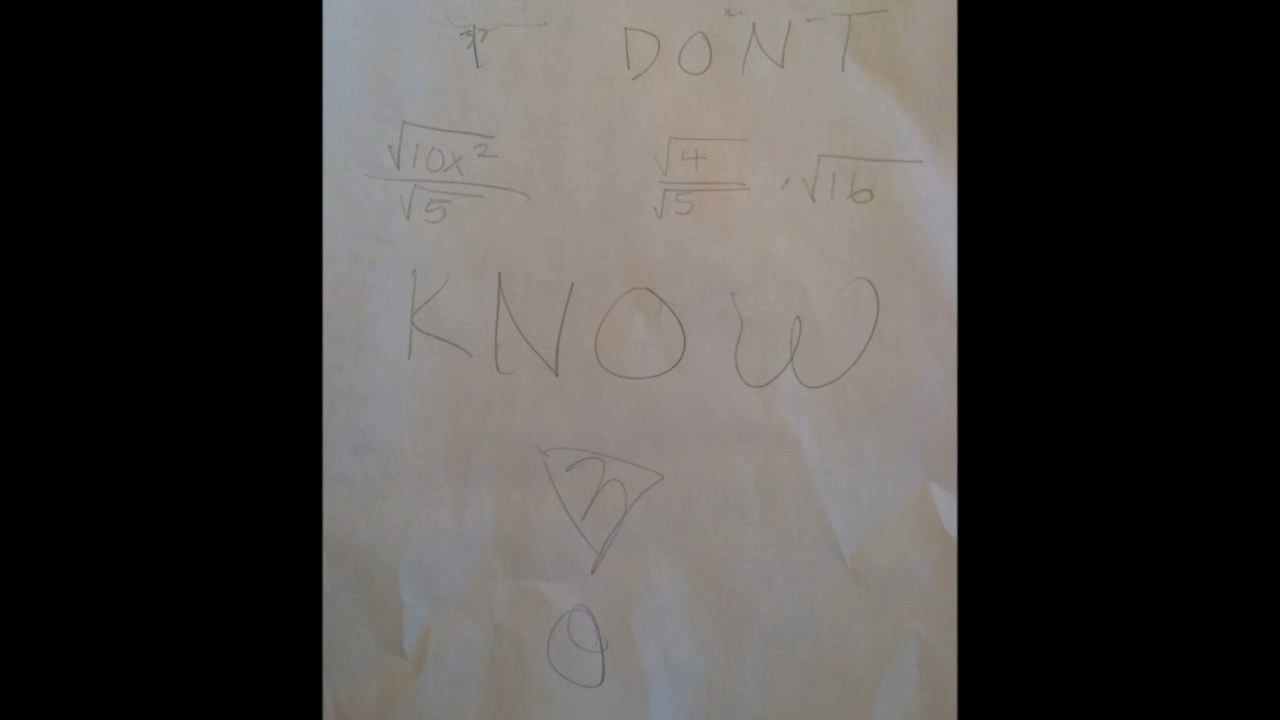 DON'T
√10x² / √5   √4 / √5 · √16
KNOW